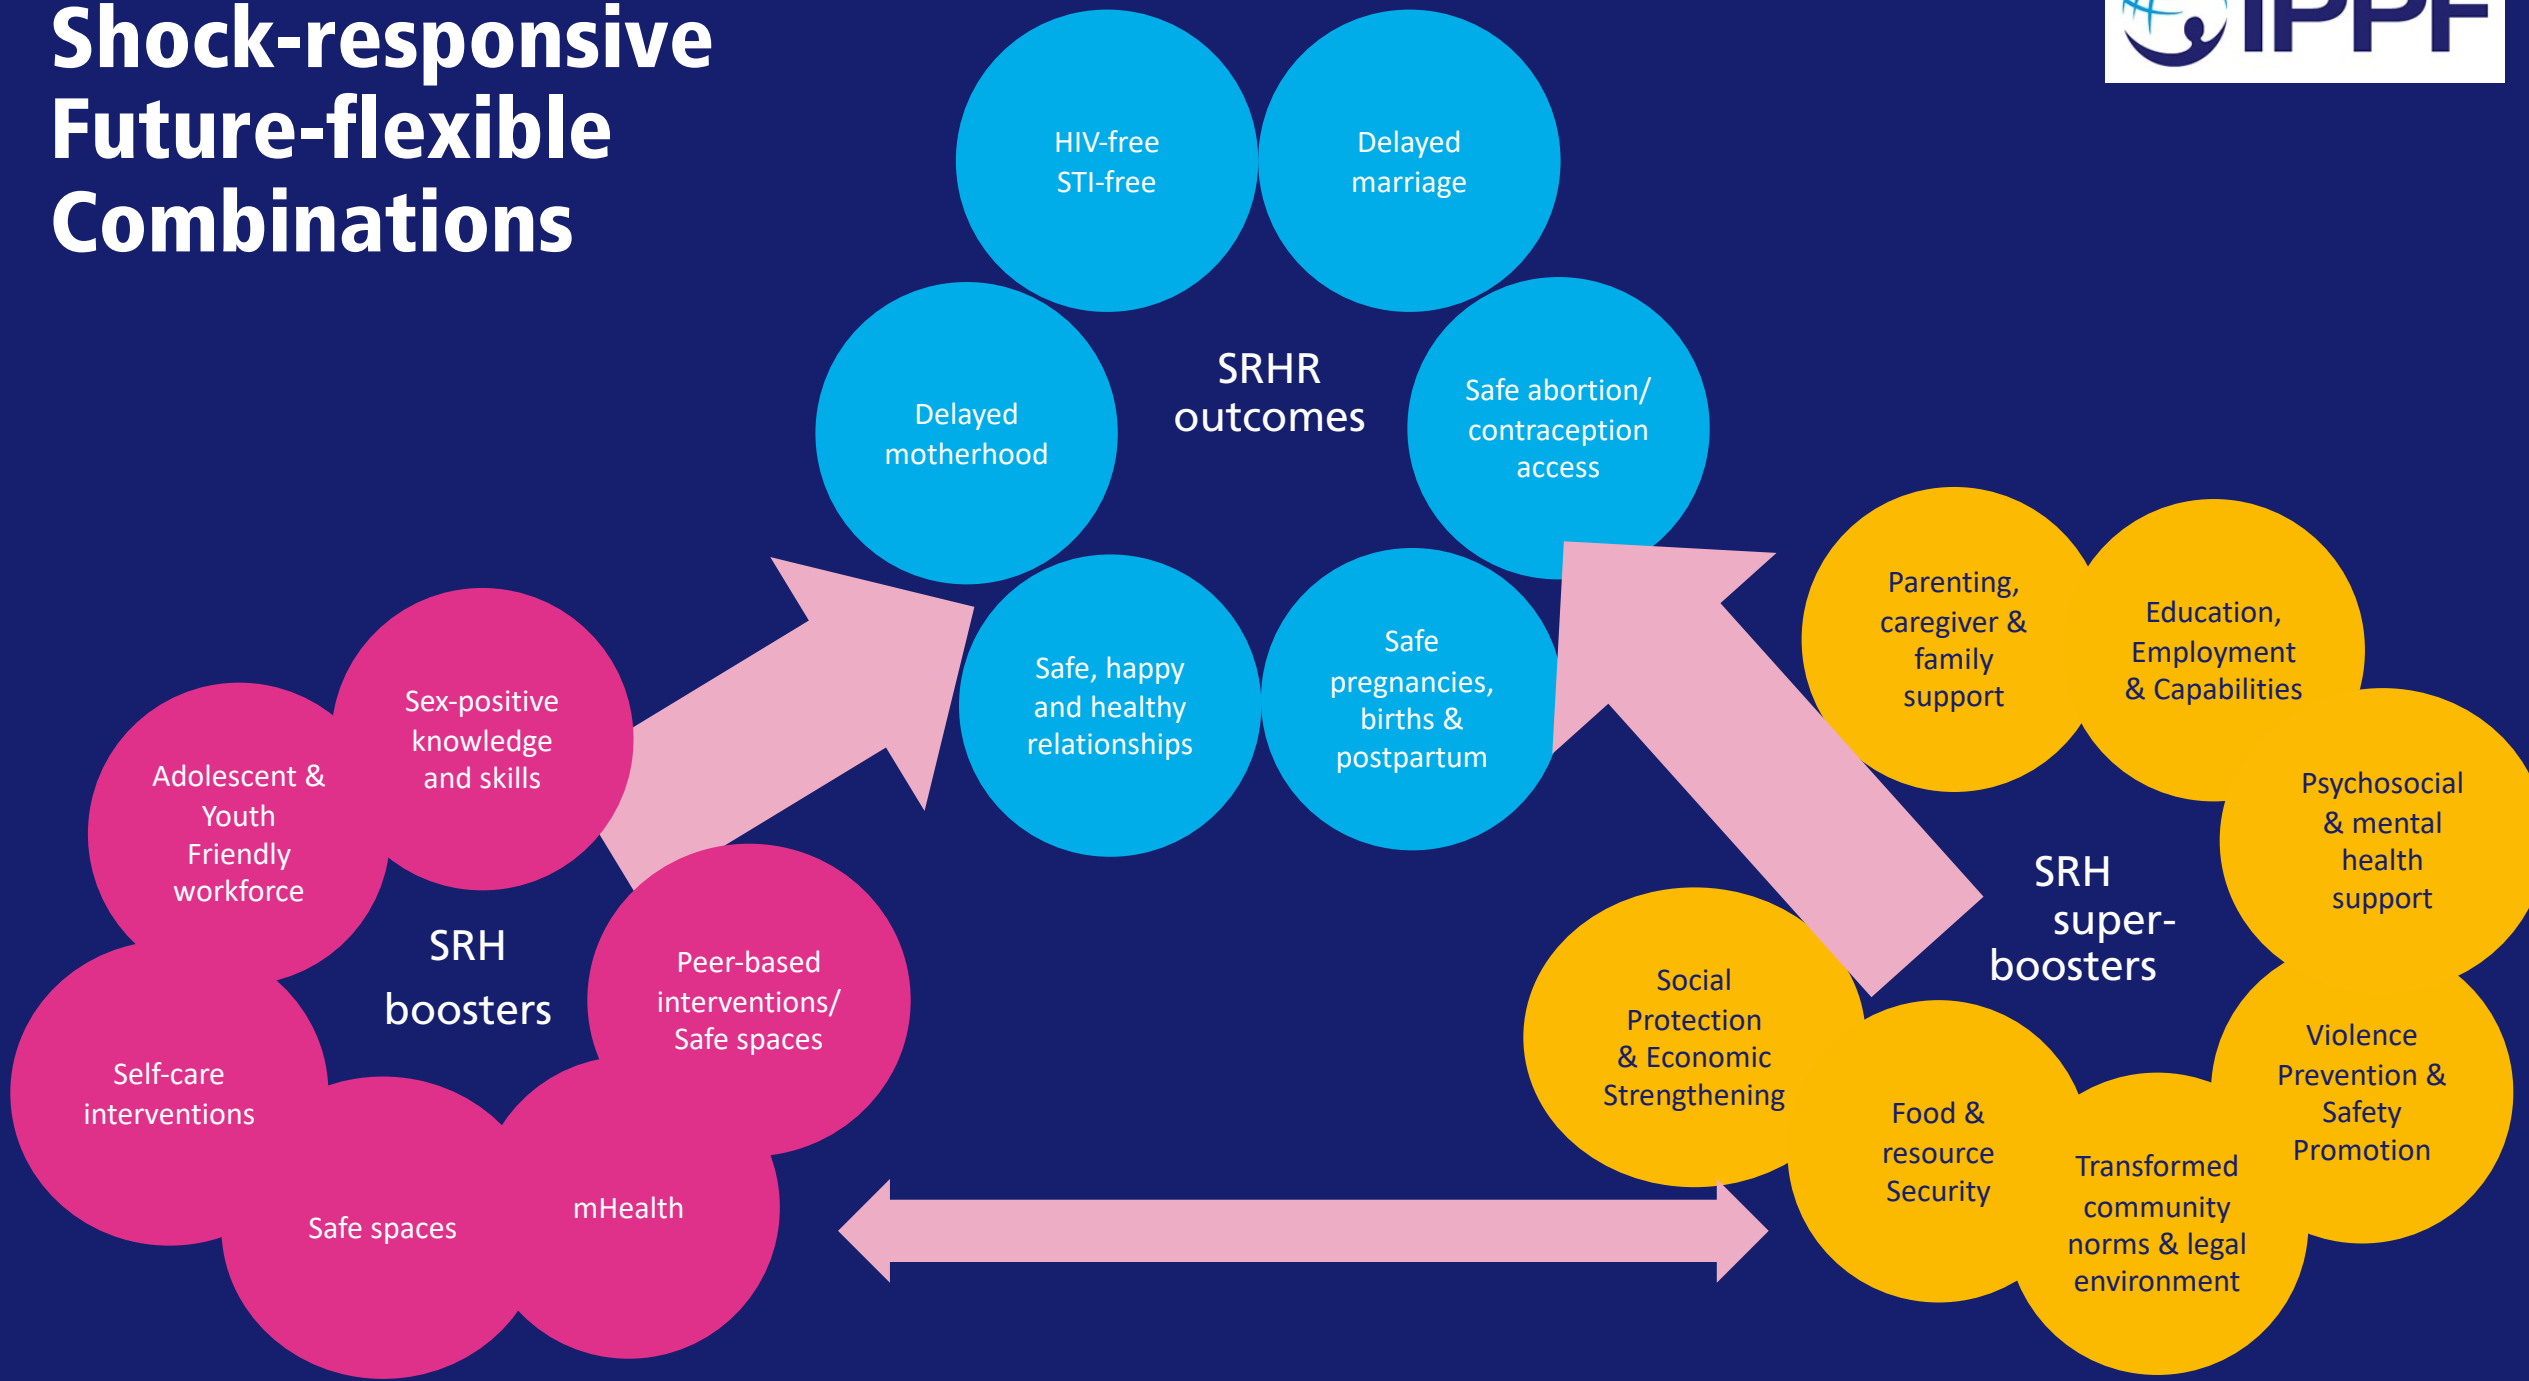 Shock-responsive
Future-flexible
Combinations
IPPF
HIV-free
STI-free
Delayed
marriage
Delayed
motherhood
SRHR
outcomes
Safe abortion/
contraception
access
Safe, happy
and healthy
relationships
Safe
pregnancies,
births &
postpartum
Sex-positive
knowledge
and skills
Adolescent &
Youth
Friendly
workforce
SRH
boosters
Peer-based
interventions/
Safe spaces
Self-care
interventions
Safe spaces
mHealth
Parenting,
caregiver &
family
support
Education,
Employment
& Capabilities
Psychosocial
& mental
health
support
SRH
super-
boosters
Social
Protection
& Economic
Strengthening
Food &
resource
Security
Transformed
community
norms & legal
environment
Violence
Prevention &
Safety
Promotion